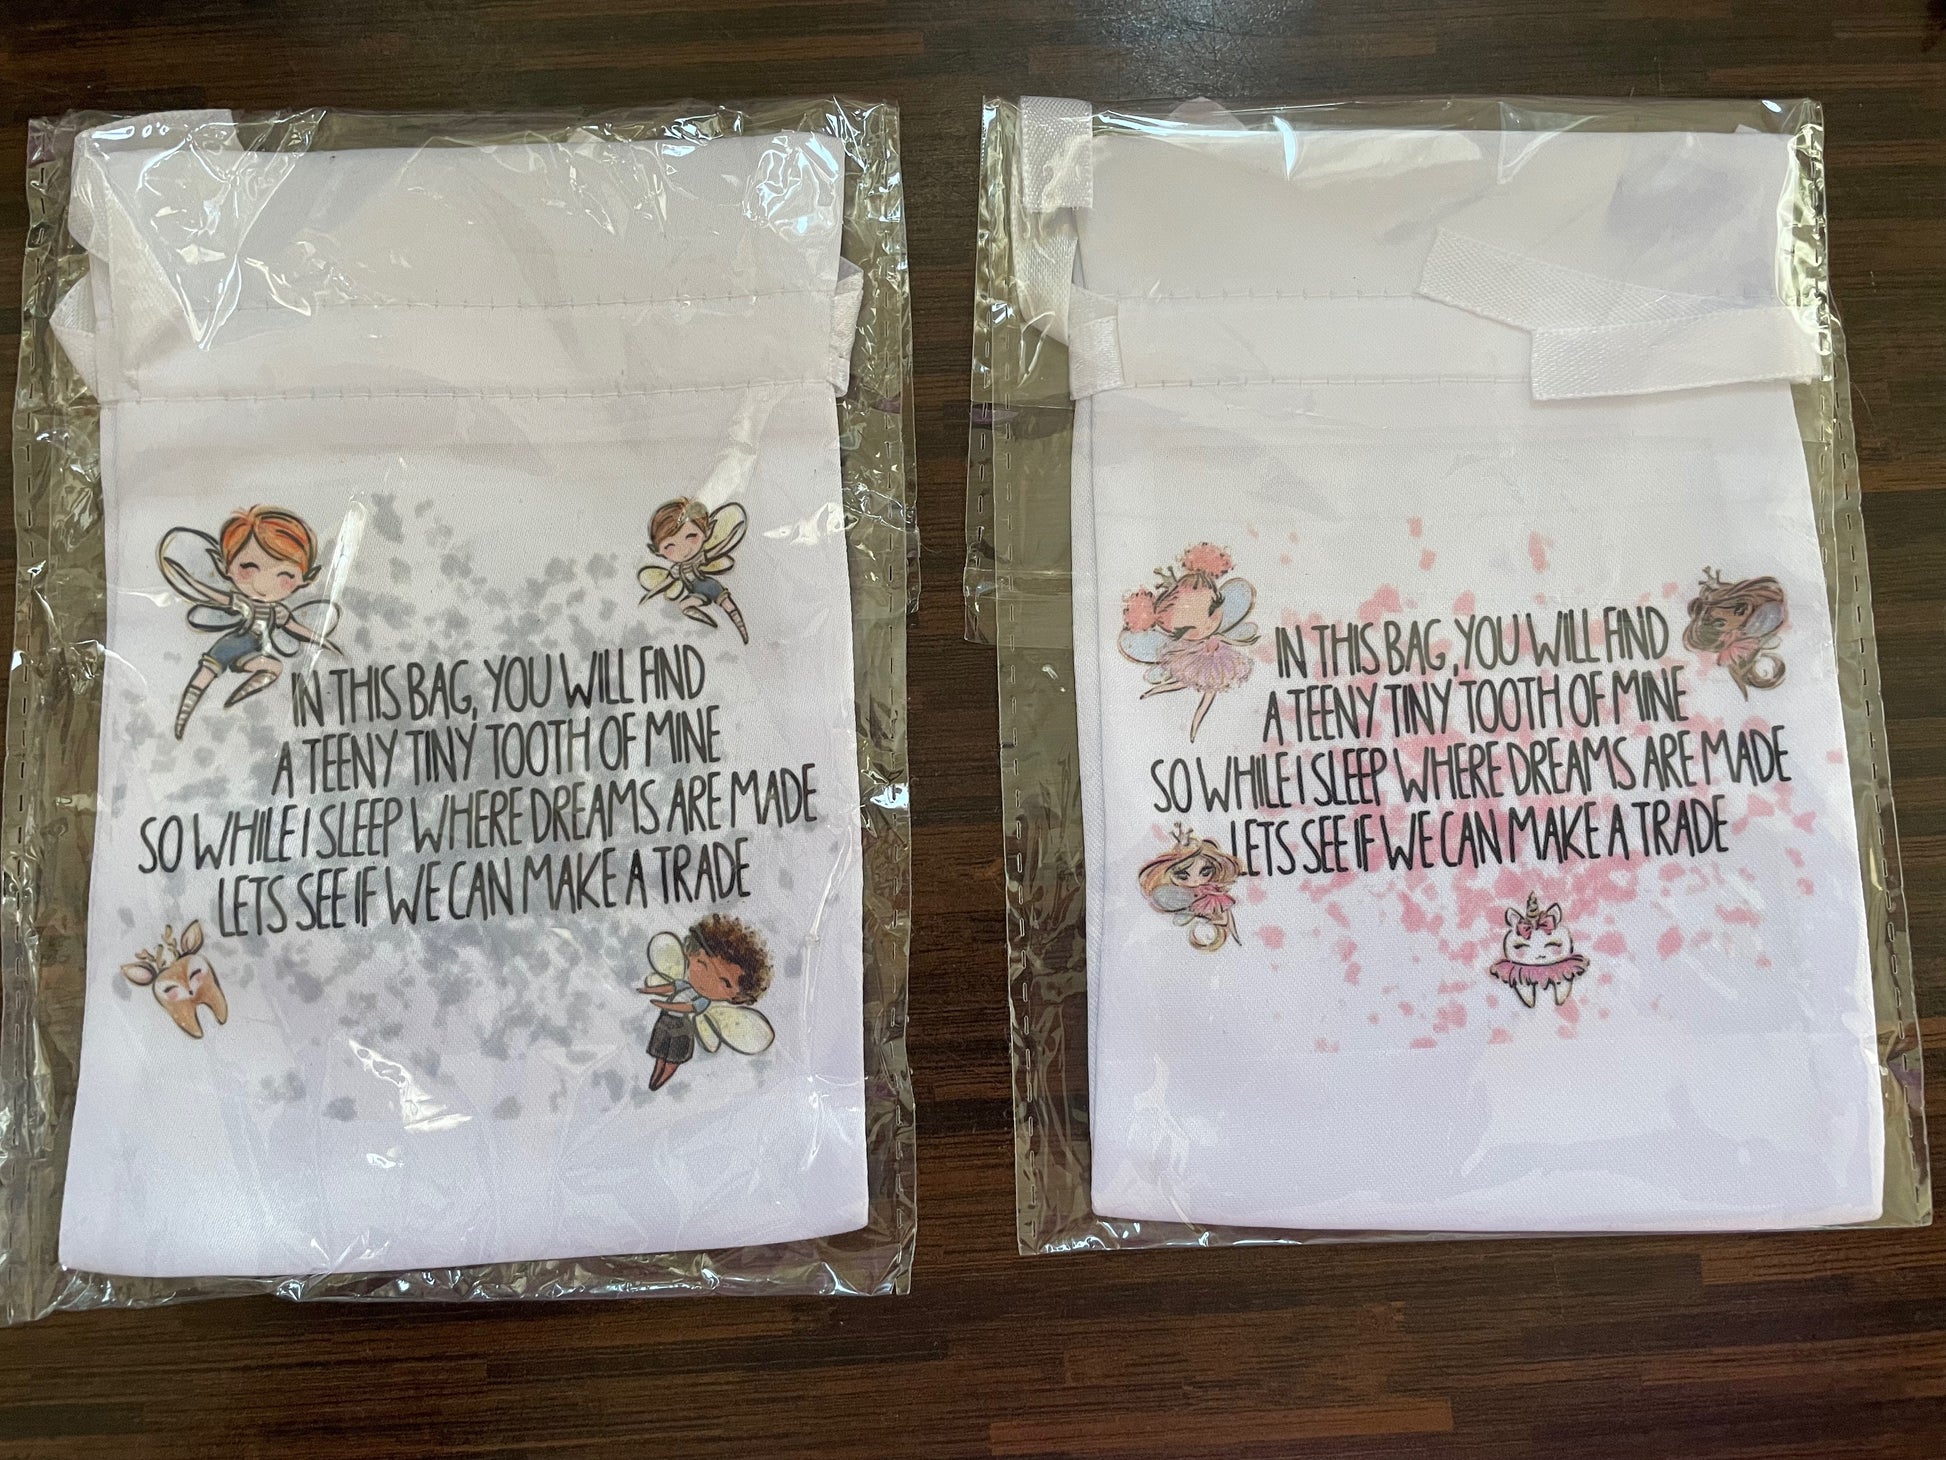 IN THIS BAG, YOU WILL FIND
A TEENY TINY TOOTH OF MINE
SO WHILE I SLEEP WHERE DREAMS ARE MADE
LETS SEE IF WE CAN MAKE A TRADE
IN THIS BAG, YOU WILL FIND
A TEENY TINY TOOTH OF MINE
SO WHILE I SLEEP WHERE DREAMS ARE MADE
LETS SEE IF WE CAN MAKE A TRADE